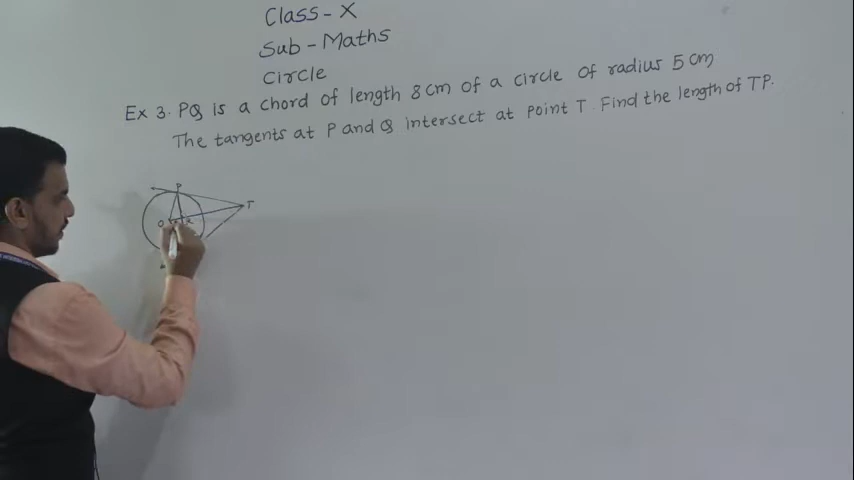 Class - X
Sub - Maths
Circle
Ex 3. PQ is a chord of length 8 cm of a circle of radius 5 cm
The tangents at P and Q intersect at point T. Find the length of TP.
P
T
O